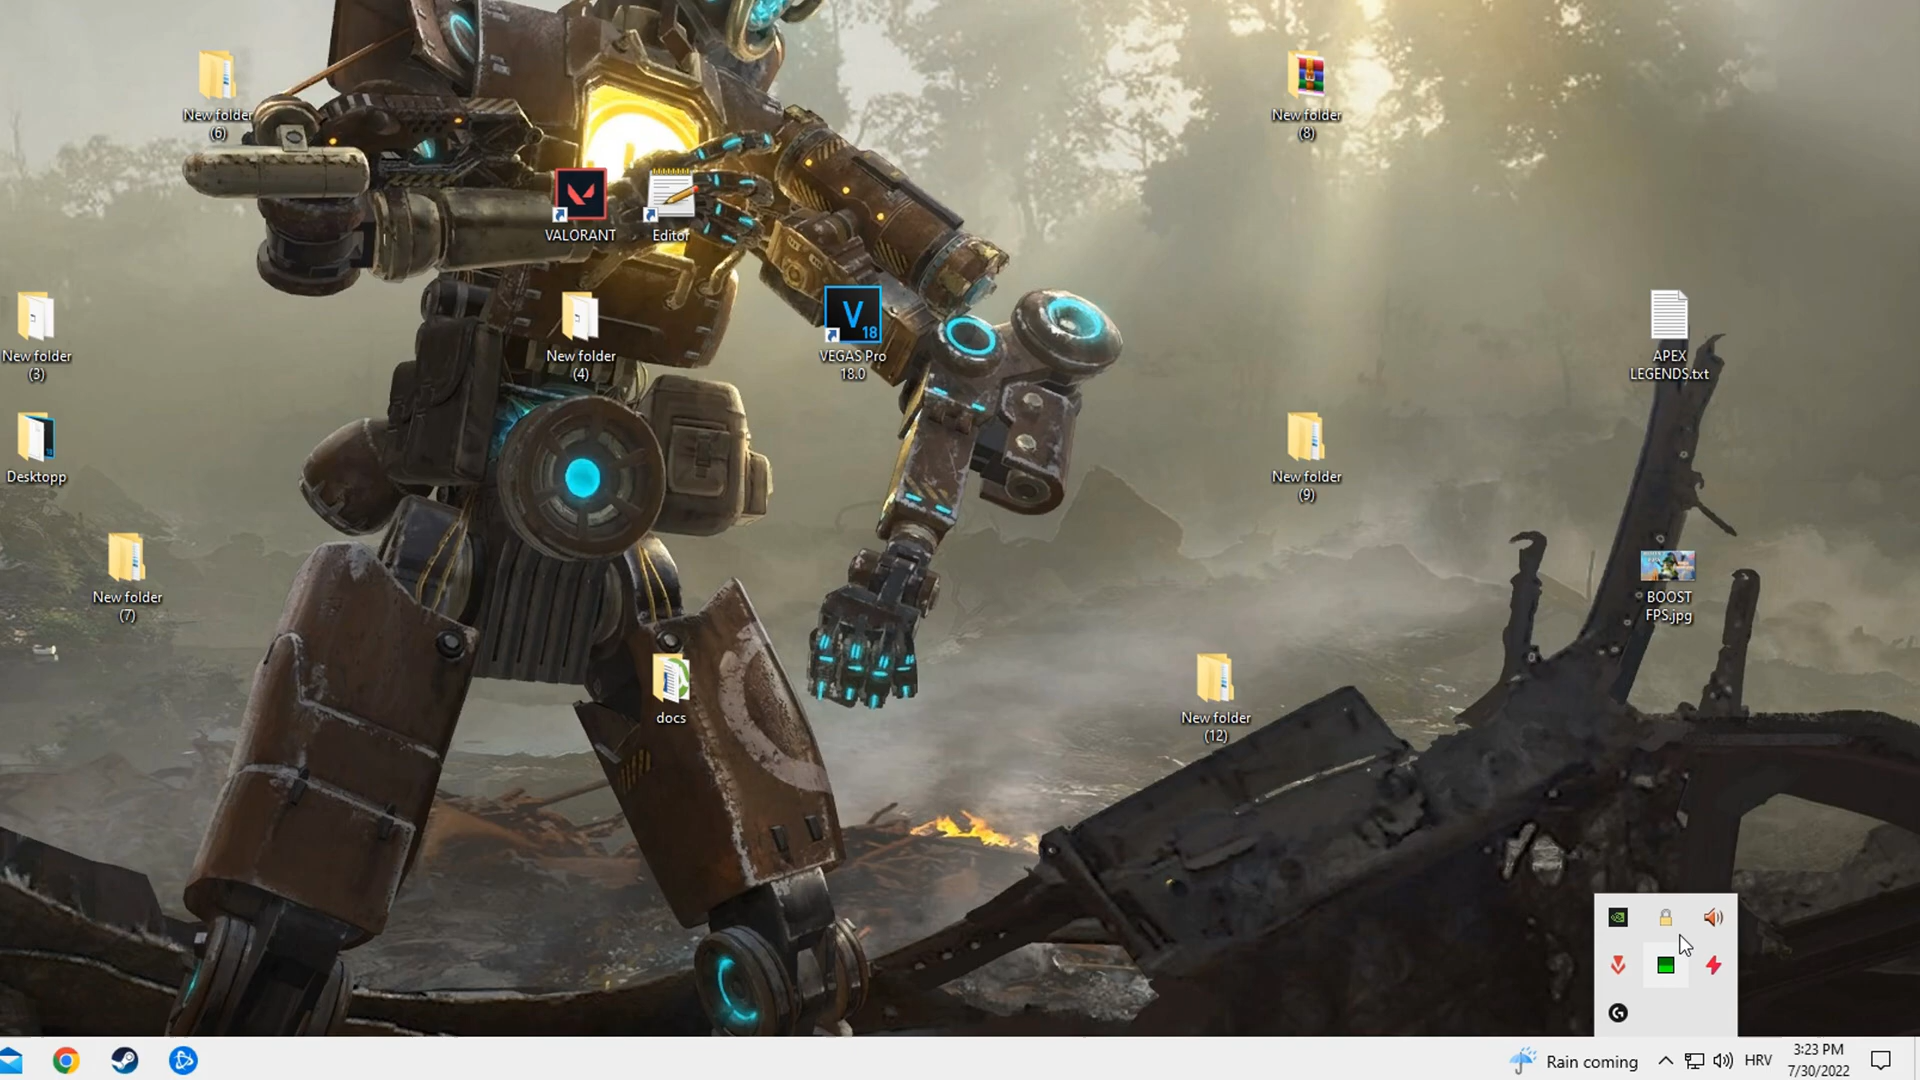 New folder
(6)
New folder
(8)
VALORANT
Editor
New folder
(3)
New folder
(4)
V
18
VEGAS Pro
18.0
APEX
LEGENDS.txt
Desktopp
New folder
(9)
New folder
(7)
BOOST
FPS.jpg
docs
New folder
(12)
Rain coming
HRV
3:23 PM
7/30/2022